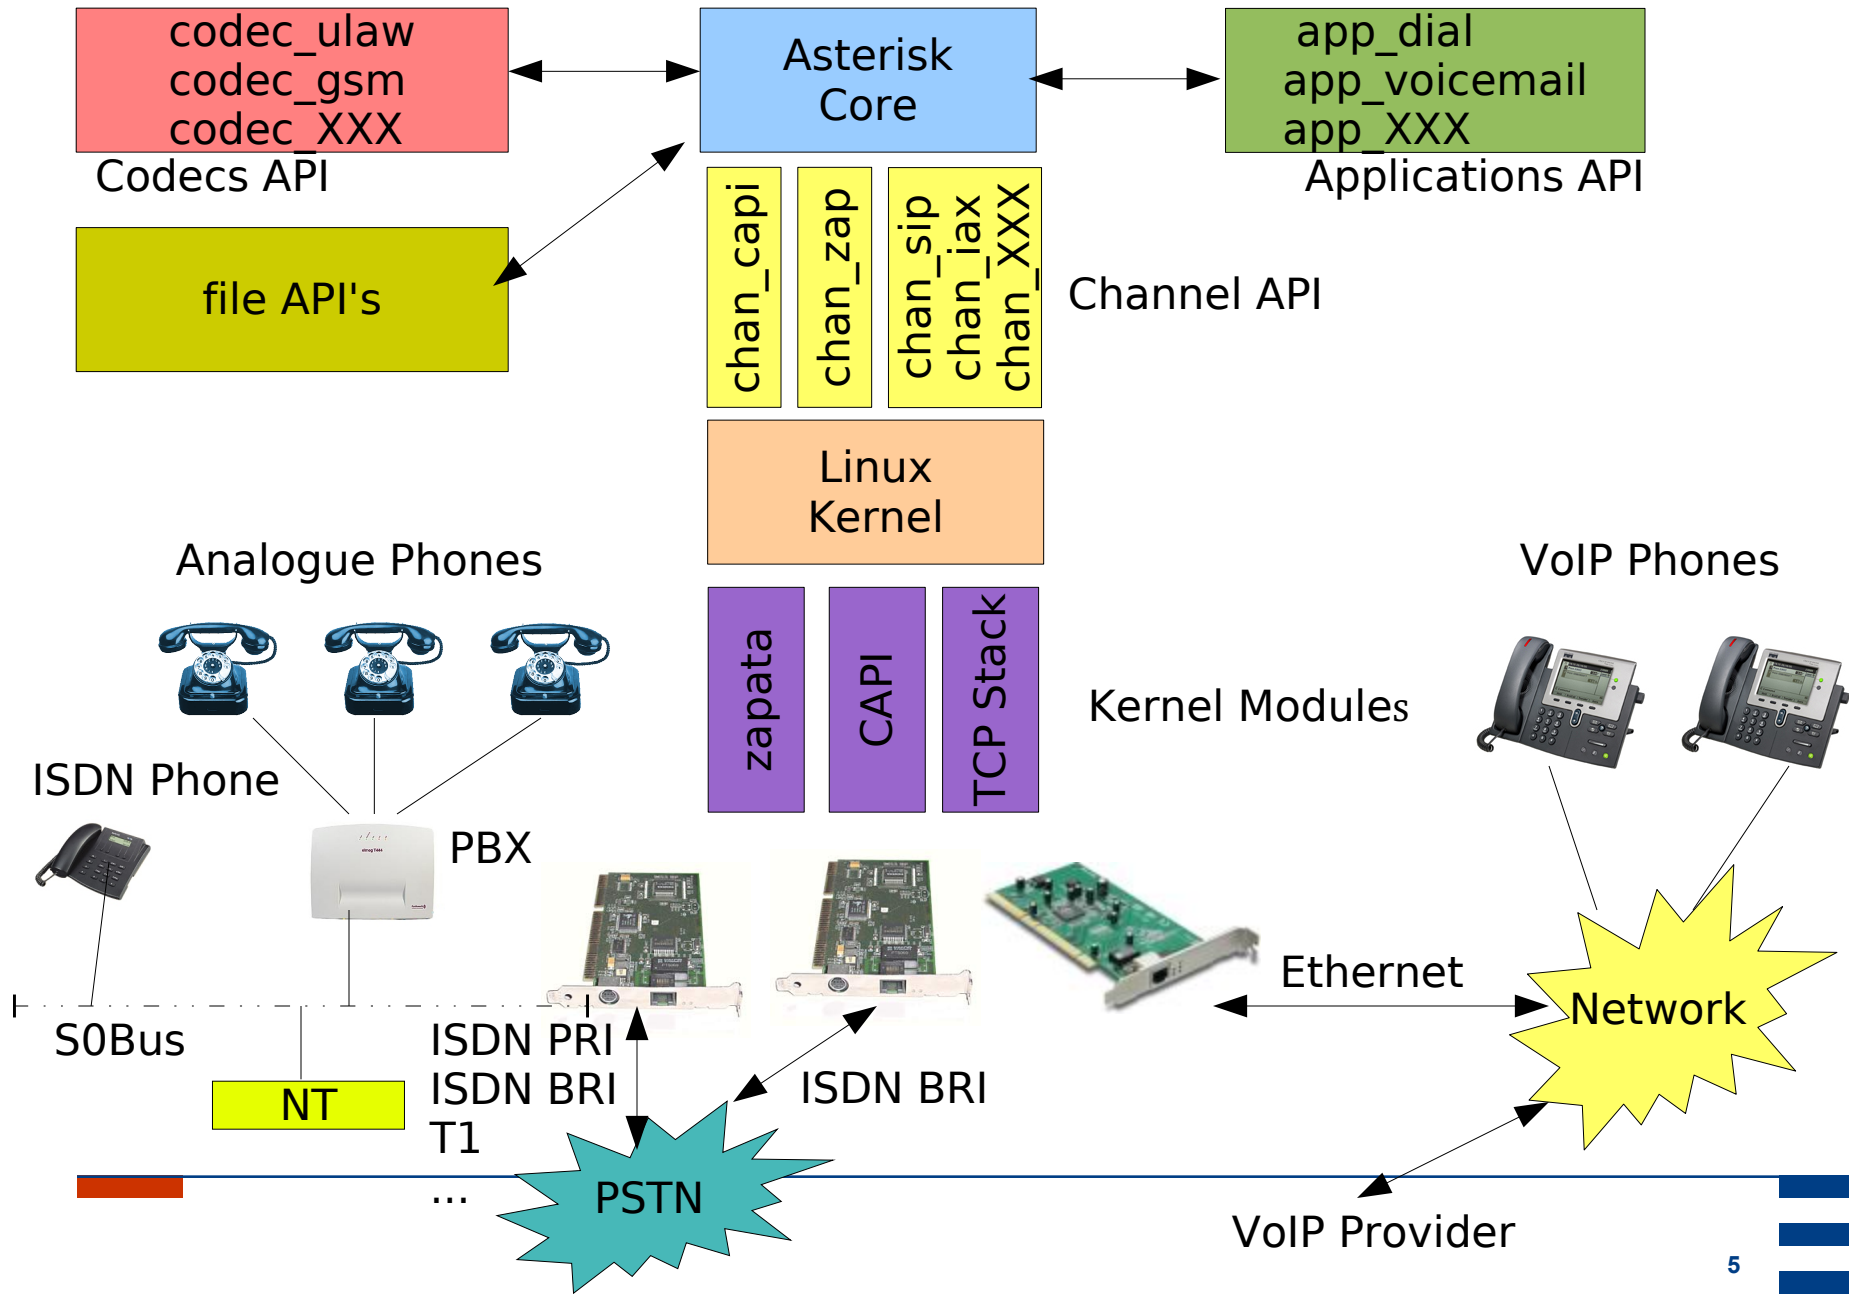 codec_ulaw
codec_gsm
codec_XXX
Codecs API
Asterisk
Core
app_dial
app_voicemail
app_XXX
Applications API
file API's
chan_capi
chan_zap
chan_sip
chan_iax
chan_XXX
Channel API
Linux
Kernel
Analogue Phones
VoIP Phones
zapata
CAPI
TCP Stack
Kernel Modules
ISDN Phone
PBX
Ethernet
Network
S0Bus
NT
ISDN PRI
ISDN BRI
T1
...
ISDN BRI
PSTN
VoIP Provider
5